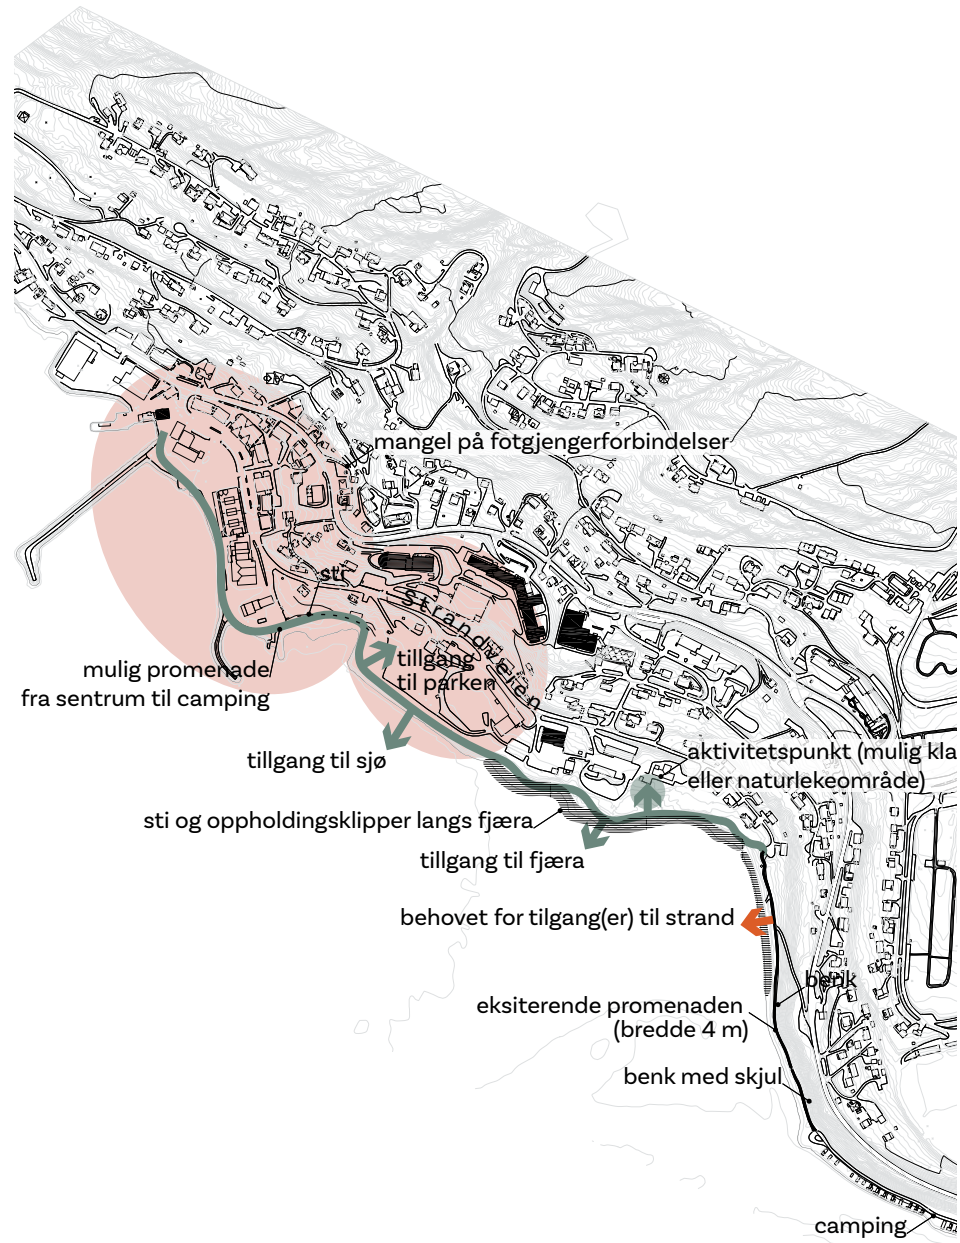 mangel på fotgjengerforbindelser
sti
Strandveien
tillgang
til parken
mulig promenade
fra sentrum til camping
tillgang til sjø
aktivitetspunkt (mulig kla
eller naturlekeområde)
sti og oppholdingsklipper langs fjæra
tillgang til fjæra
behovet for tilgang(er) til strand
benk
eksiterende promenaden
(bredde 4 m)
benk med skjul
camping